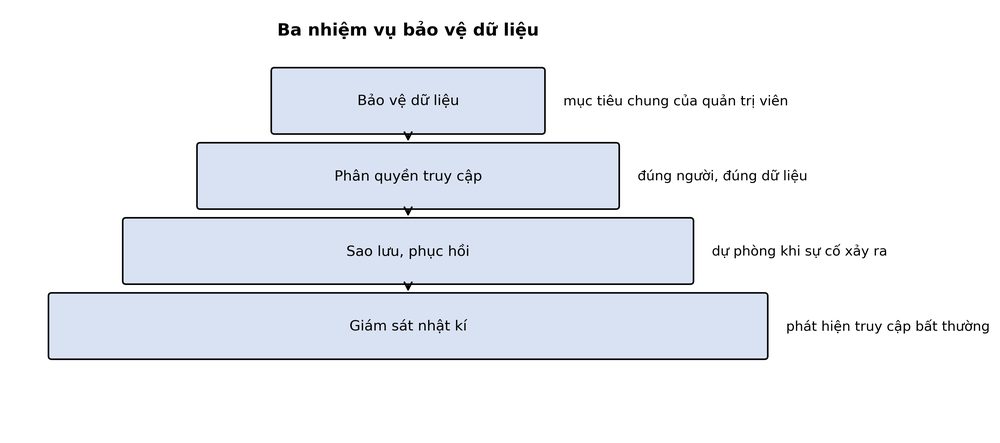 Ba nhiệm vụ bảo vệ dữ liệu
Bảo vệ dữ liệu
mục tiêu chung của quản trị viên
Phân quyền truy cập
đúng người, đúng dữ liệu
Sao lưu, phục hồi
dự phòng khi sự cố xảy ra
Giám sát nhật kí
phát hiện truy cập bất thường